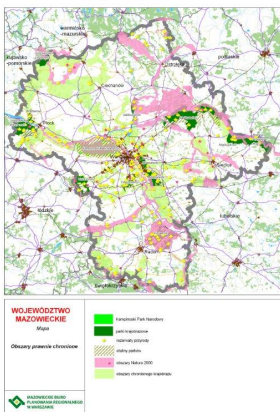 warmińsko-
mazurskie
kujawsko-
pomorskie
podlaskie
Ostrołęka
Ciechanów
Płock
Siedlce
łódzkie
lubelskie
Radom
świętokrzyskie
WOJEWÓDZTWO
MAZOWIECKIE
Mapa
Obszary prawnie chronione
Kampinoski Park Narodowy
parki krajobrazowe
rezerwaty przyrody
otuliny parków
obszary Natura 2000
obszary chronionego krajobrazu
MAZOWIECKIE BIURO
PLANOWANIA REGIONALNEGO
W WARSZAWIE